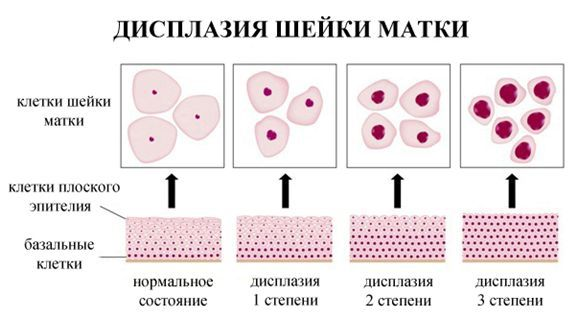 ДИСПЛАЗИЯ ШЕЙКИ МАТКИ
клетки шейки
матки
клетки плоского
эпителия
базальные
клетки
нормальное
состояние
дисплазия
1 степени
дисплазия
2 степени
дисплазия
3 степени